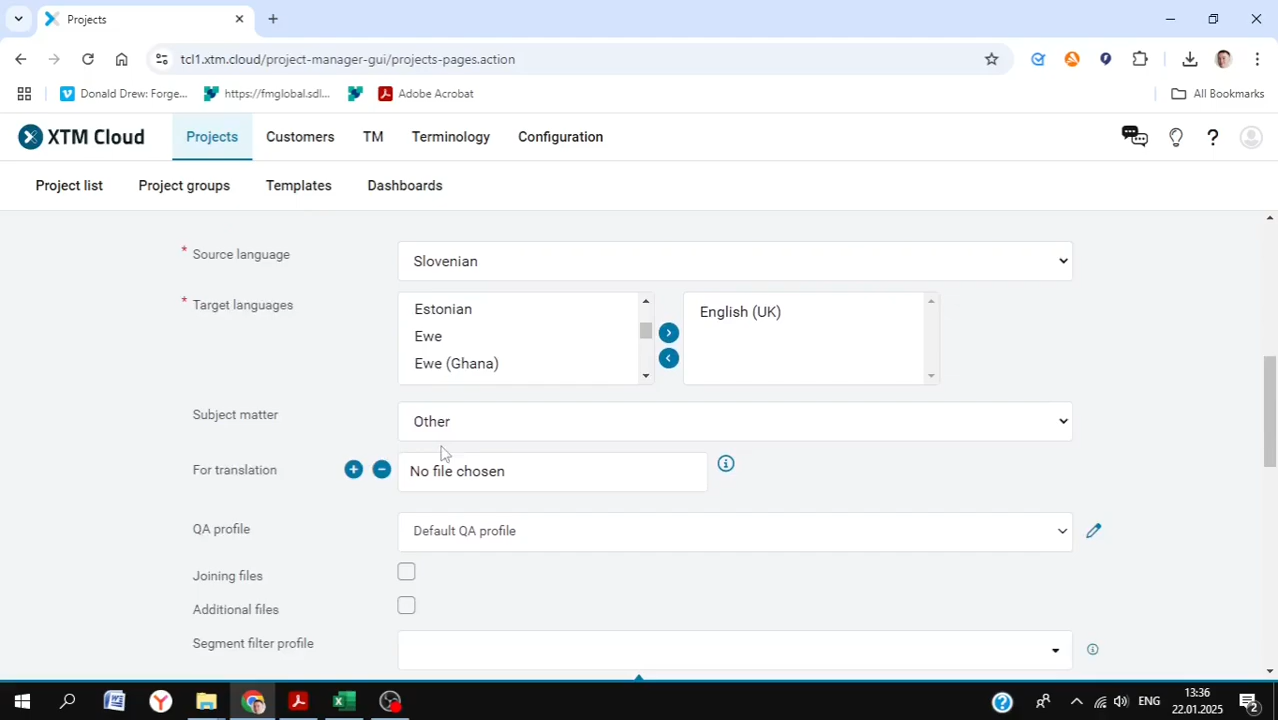 Projects
tcl1.xtm.cloud/project-manager-gui/projects-pages.action
Donald Drew: Forge... https://fmglobal.sdl... Adobe Acrobat All Bookmarks
XTM Cloud Projects Customers TM Terminology Configuration
Project list Project groups Templates Dashboards
* Source language Slovenian
* Target languages
Estonian English (UK)
Ewe
Ewe (Ghana)
Subject matter Other
For translation No file chosen
QA profile Default QA profile
Joining files
Additional files
Segment filter profile
ENG
13:36
22.01.2025
2